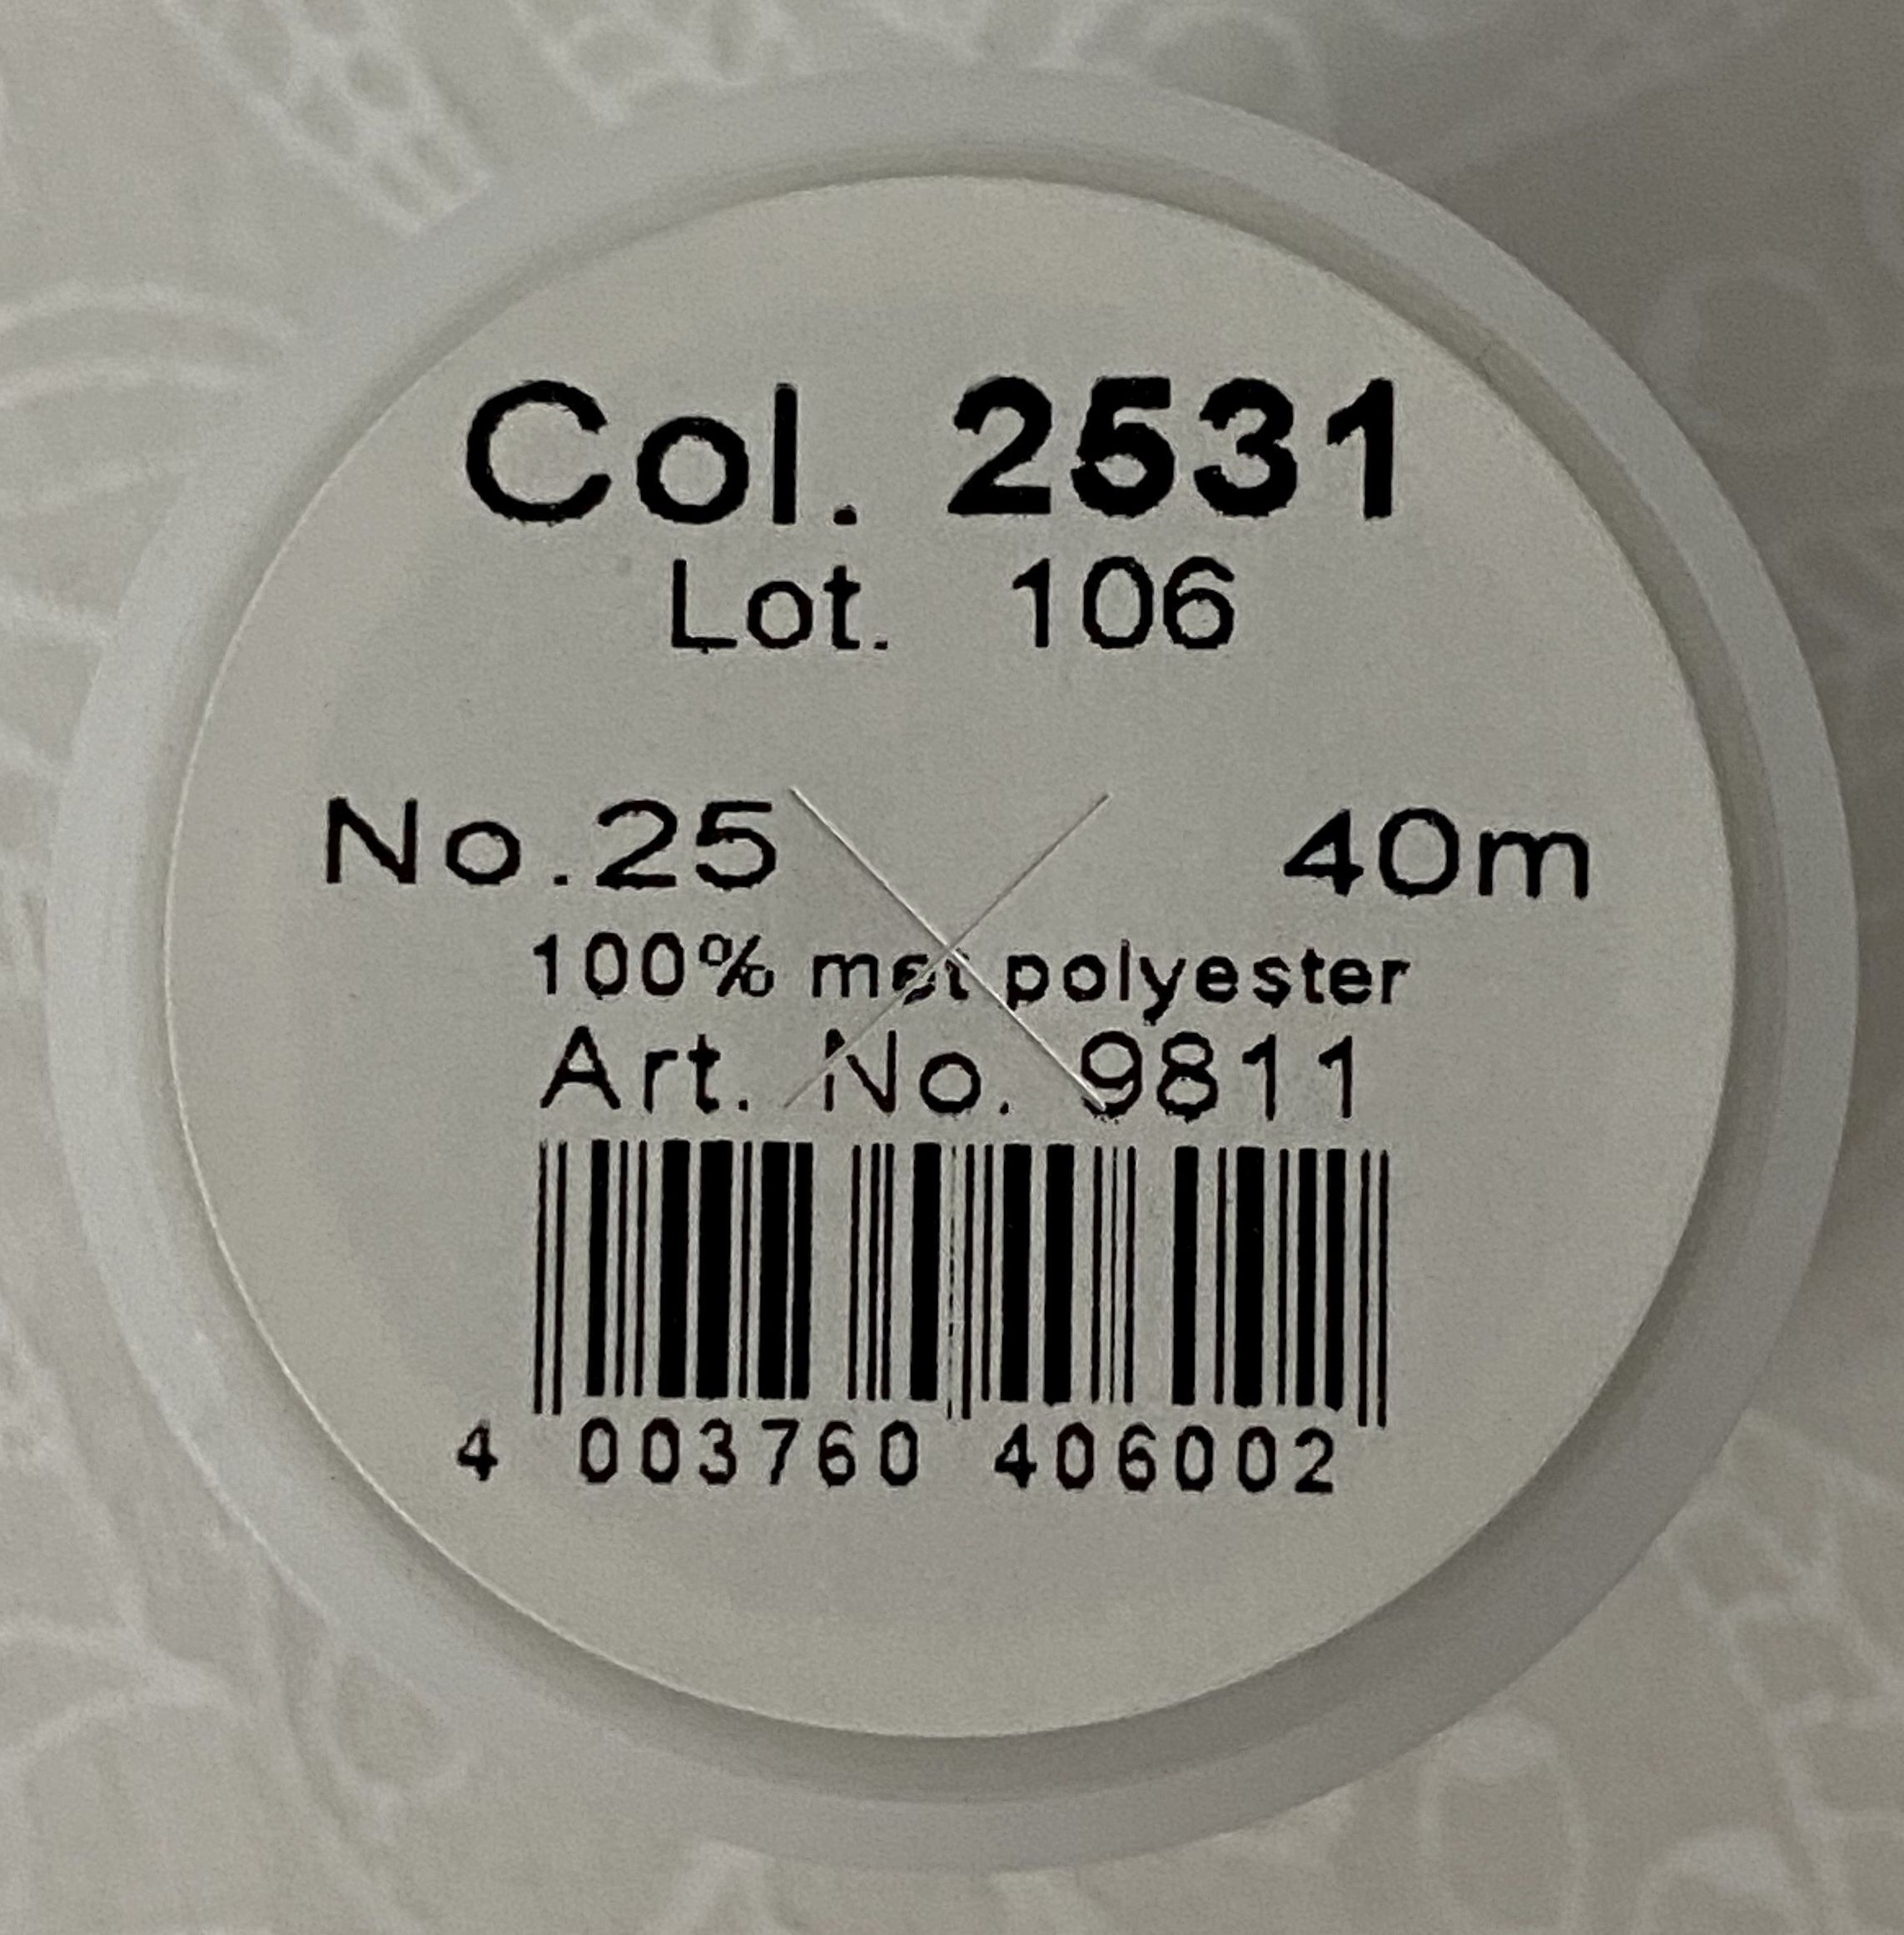 Col. 2531
Lot. 106
No.25 40m
100% met polyester
Art. No. 9811
4 003760 406002